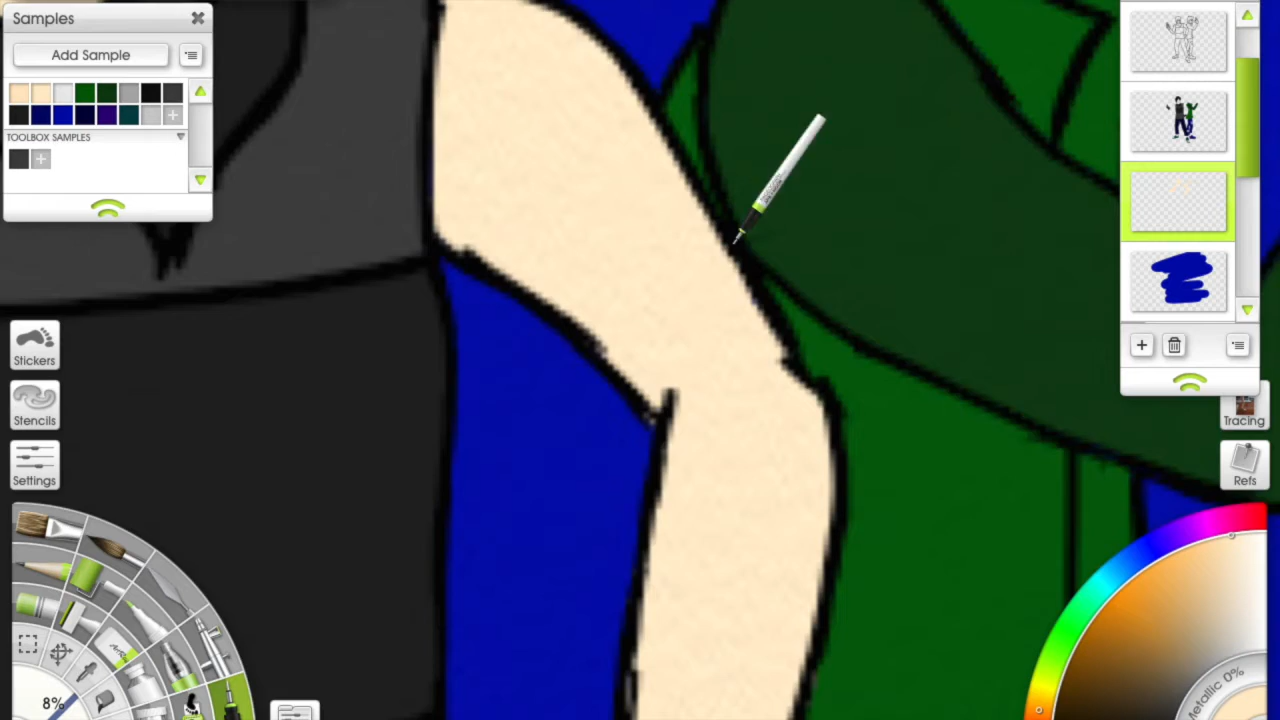 Samples
Add Sample
TOOLBOX SAMPLES
Stickers
Stencils
Settings
8%
Tracing
Refs
Metallic 0%